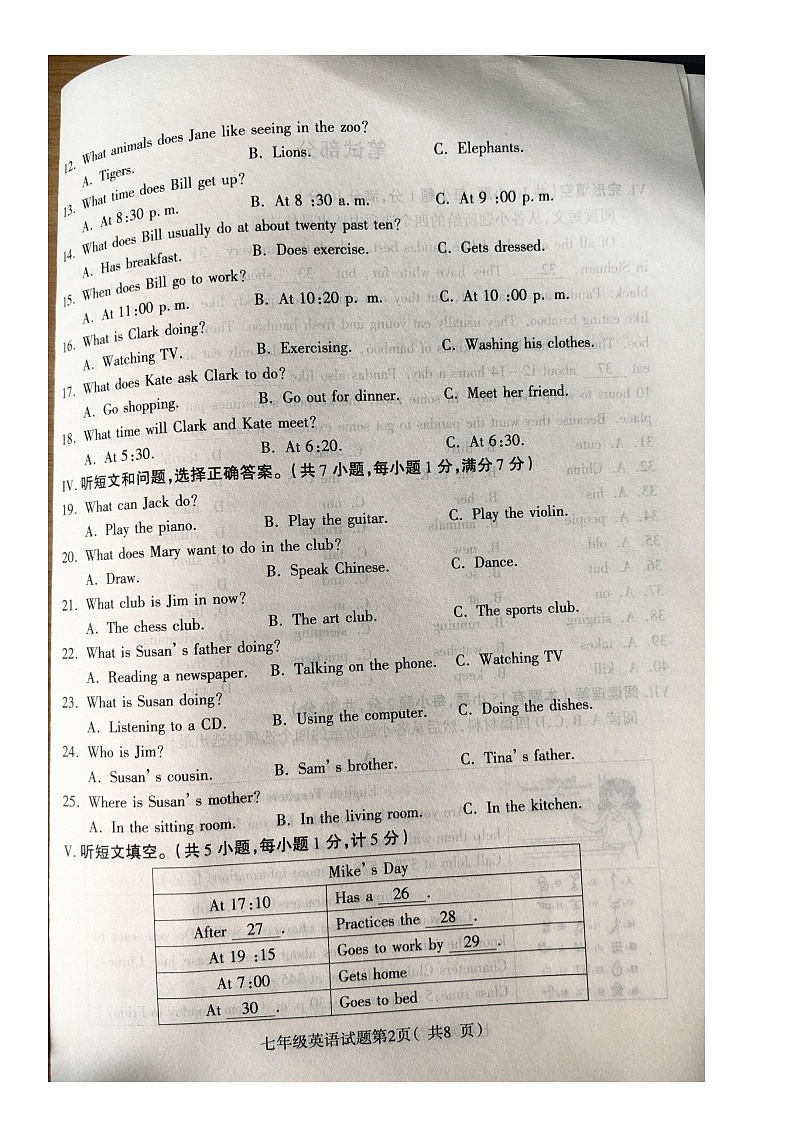 12. What animals does Jane like seeing in the zoo?
A. Tigers. B. Lions. C. Elephants.
13. What time does Bill get up?
A. At 8:30 p. m. B. At 8 :30 a. m. C. At 9 :00 p. m.
14. What does Bill usually do at about twenty past ten?
A. Has breakfast. B. Does exercise. C. Gets dressed.
15. When does Bill go to work?
A. At 11:00 p. m. B. At 10:20 p. m. C. At 10 :00 p. m.
16. What is Clark doing?
A. Watching TV. B. Exercising. C. Washing his clothes.
17. What does Kate ask Clark to do?
A. Go shopping. B. Go out for dinner. C. Meet her friend.
18. What time will Clark and Kate meet?
A. At 5:30. B. At 6:20. C. At 6:30.
IV. 听短文和问题,选择正确答案。(共 7 小题,每小题 1 分,满分 7 分)
19. What can Jack do?
A. Play the piano. B. Play the guitar. C. Play the violin.
20. What does Mary want to do in the club?
A. Draw. B. Speak Chinese. C. Dance.
21. What club is Jim in now?
A. The chess club. B. The art club. C. The sports club.
22. What is Susan's father doing?
A. Reading a newspaper. B. Talking on the phone. C. Watching TV
23. What is Susan doing?
A. Listening to a CD. B. Using the computer. C. Doing the dishes.
24. Who is Jim?
A. Susan's cousin. B. Sam's brother. C. Tina's father.
25. Where is Susan's mother?
A. In the sitting room. B. In the living room. C. In the kitchen.
V. 听短文填空。(共 5 小题,每小题 1 分,计 5 分)
Mike's Day
At 17:10 Has a 26 .
After 27 . Practices the 28 .
At 19 :15 Goes to work by 29 .
At 7:00 Gets home
At 30 . Goes to bed
七年级英语试题第2页( 共8 页)